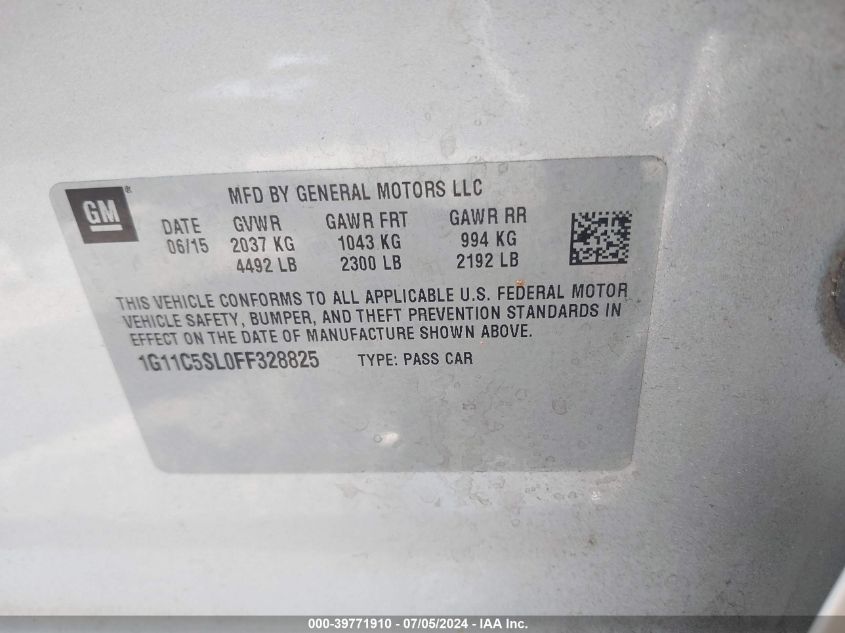 GM ® MFD BY GENERAL MOTORS LLC
DATE GVWR GAWR FRT GAWR RR
06/15 2037 KG 1043 KG 994 KG
4492 LB 2300 LB 2192 LB
THIS VEHICLE CONFORMS TO ALL APPLICABLE U.S. FEDERAL MOTOR
VEHICLE SAFETY, BUMPER, AND THEFT PREVENTION STANDARDS IN
EFFECT ON THE DATE OF MANUFACTURE SHOWN ABOVE.
1G11C5SL0FF328825 TYPE: PASS CAR
000-39771910 - 07/05/2024 - IAA Inc.